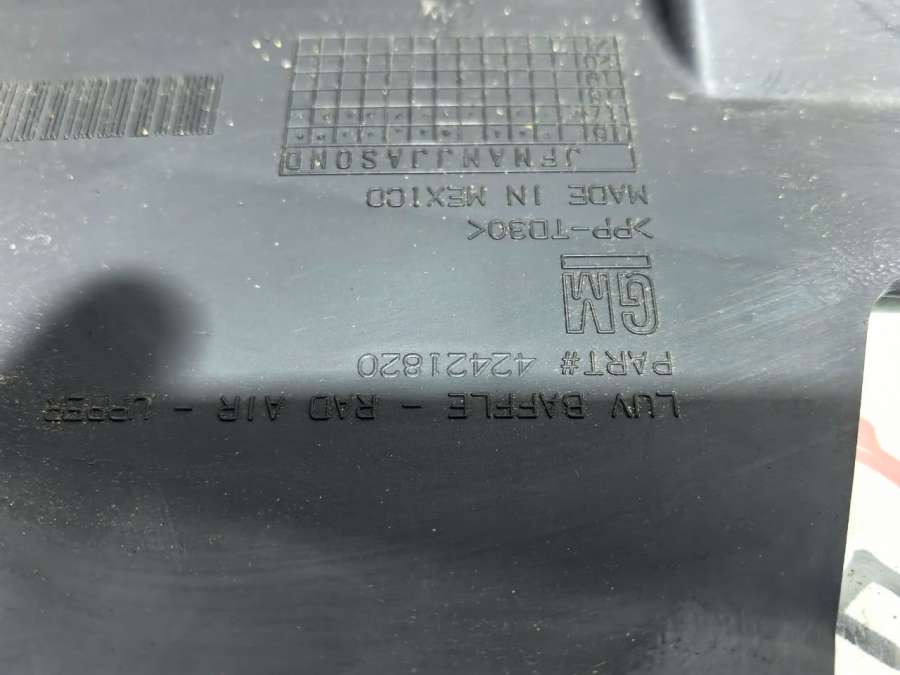 LUV BAFFLE - RAD AIR - UPPER
PART# 42421820
GM
>PP-TD30<
MADE IN MEXICO
JFMAMJJASOND